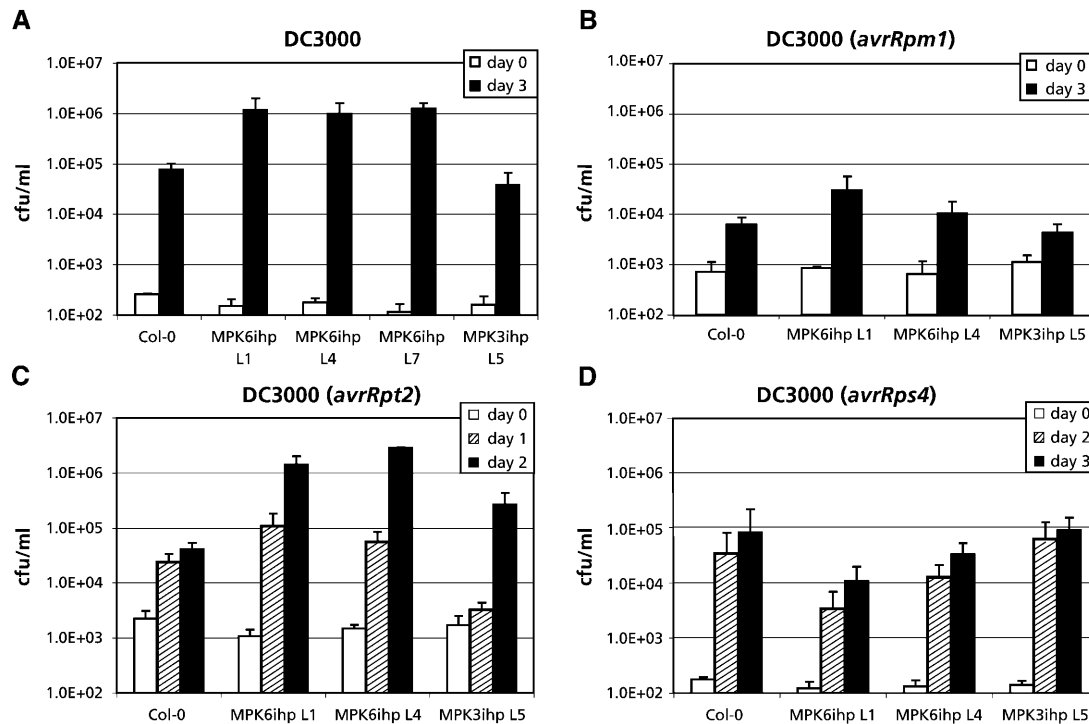 A
DC3000
day 0
day 3
1.0E+07
1.0E+06
1.0E+05
1.0E+04
1.0E+03
1.0E+02
cfu/ml
Col-0
MPK6ihp L1
MPK6ihp L4
MPK6ihp L7
MPK3ihp L5
B
DC3000 (avrRpm1)
day 0
day 3
1.0E+07
1.0E+06
1.0E+05
1.0E+04
1.0E+03
1.0E+02
cfu/ml
Col-0
MPK6ihp L1
MPK6ihp L4
MPK3ihp L5
C
DC3000 (avrRpt2)
day 0
day 1
day 2
1.0E+07
1.0E+06
1.0E+05
1.0E+04
1.0E+03
1.0E+02
cfu/ml
Col-0
MPK6ihp L1
MPK6ihp L4
MPK3ihp L5
D
DC3000 (avrRps4)
day 0
day 2
day 3
1.0E+07
1.0E+06
1.0E+05
1.0E+04
1.0E+03
1.0E+02
cfu/ml
Col-0
MPK6ihp L1
MPK6ihp L4
MPK3ihp L5